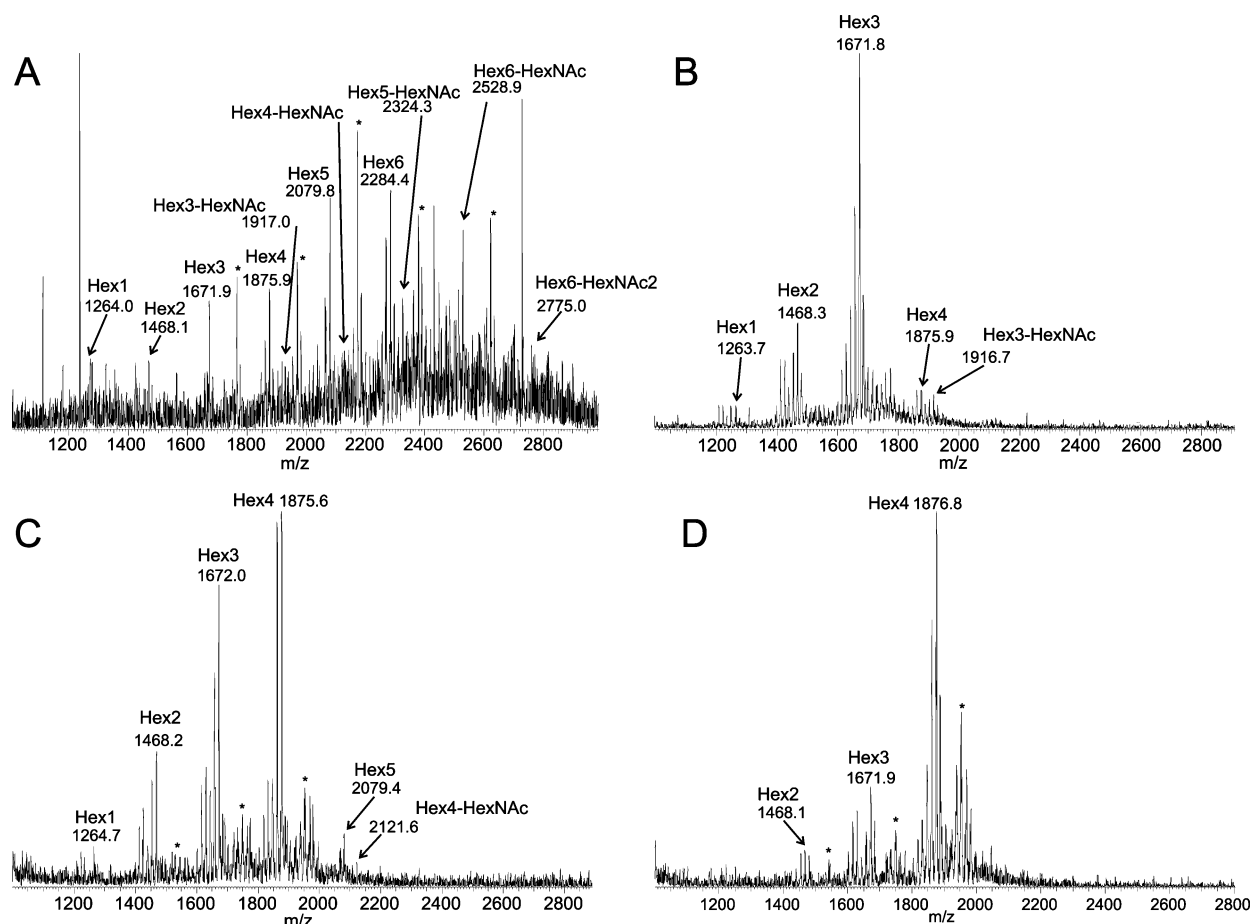 A
Hex6-HexNAc
2528.9
Hex5-HexNAc
2324.3
Hex4-HexNAc
*
Hex6
2284.4
Hex5
2079.8
*
*
Hex3-HexNAc
1917.0
*
Hex4
1875.9
Hex3
1671.9
*
Hex1
1264.0
Hex2
1468.1
Hex6-HexNAc2
2775.0
1200 1400 1600 1800 2000 2200 2400 2600 2800
m/z
B
Hex3
1671.8
Hex2
1468.3
Hex1
1263.7
Hex4
1875.9
Hex3-HexNAc
1916.7
1200 1400 1600 1800 2000 2200 2400 2600 2800
m/z
C
Hex4 1875.6
Hex3
1672.0
Hex2
1468.2
Hex1
1264.7
*
*
*
Hex5
2079.4
Hex4-HexNAc
2121.6
1200 1400 1600 1800 2000 2200 2400 2600 2800
m/z
D
Hex4 1876.8
*
Hex3
1671.9
Hex2
1468.1
*
*
1200 1400 1600 1800 2000 2200 2400 2600 2800
m/z